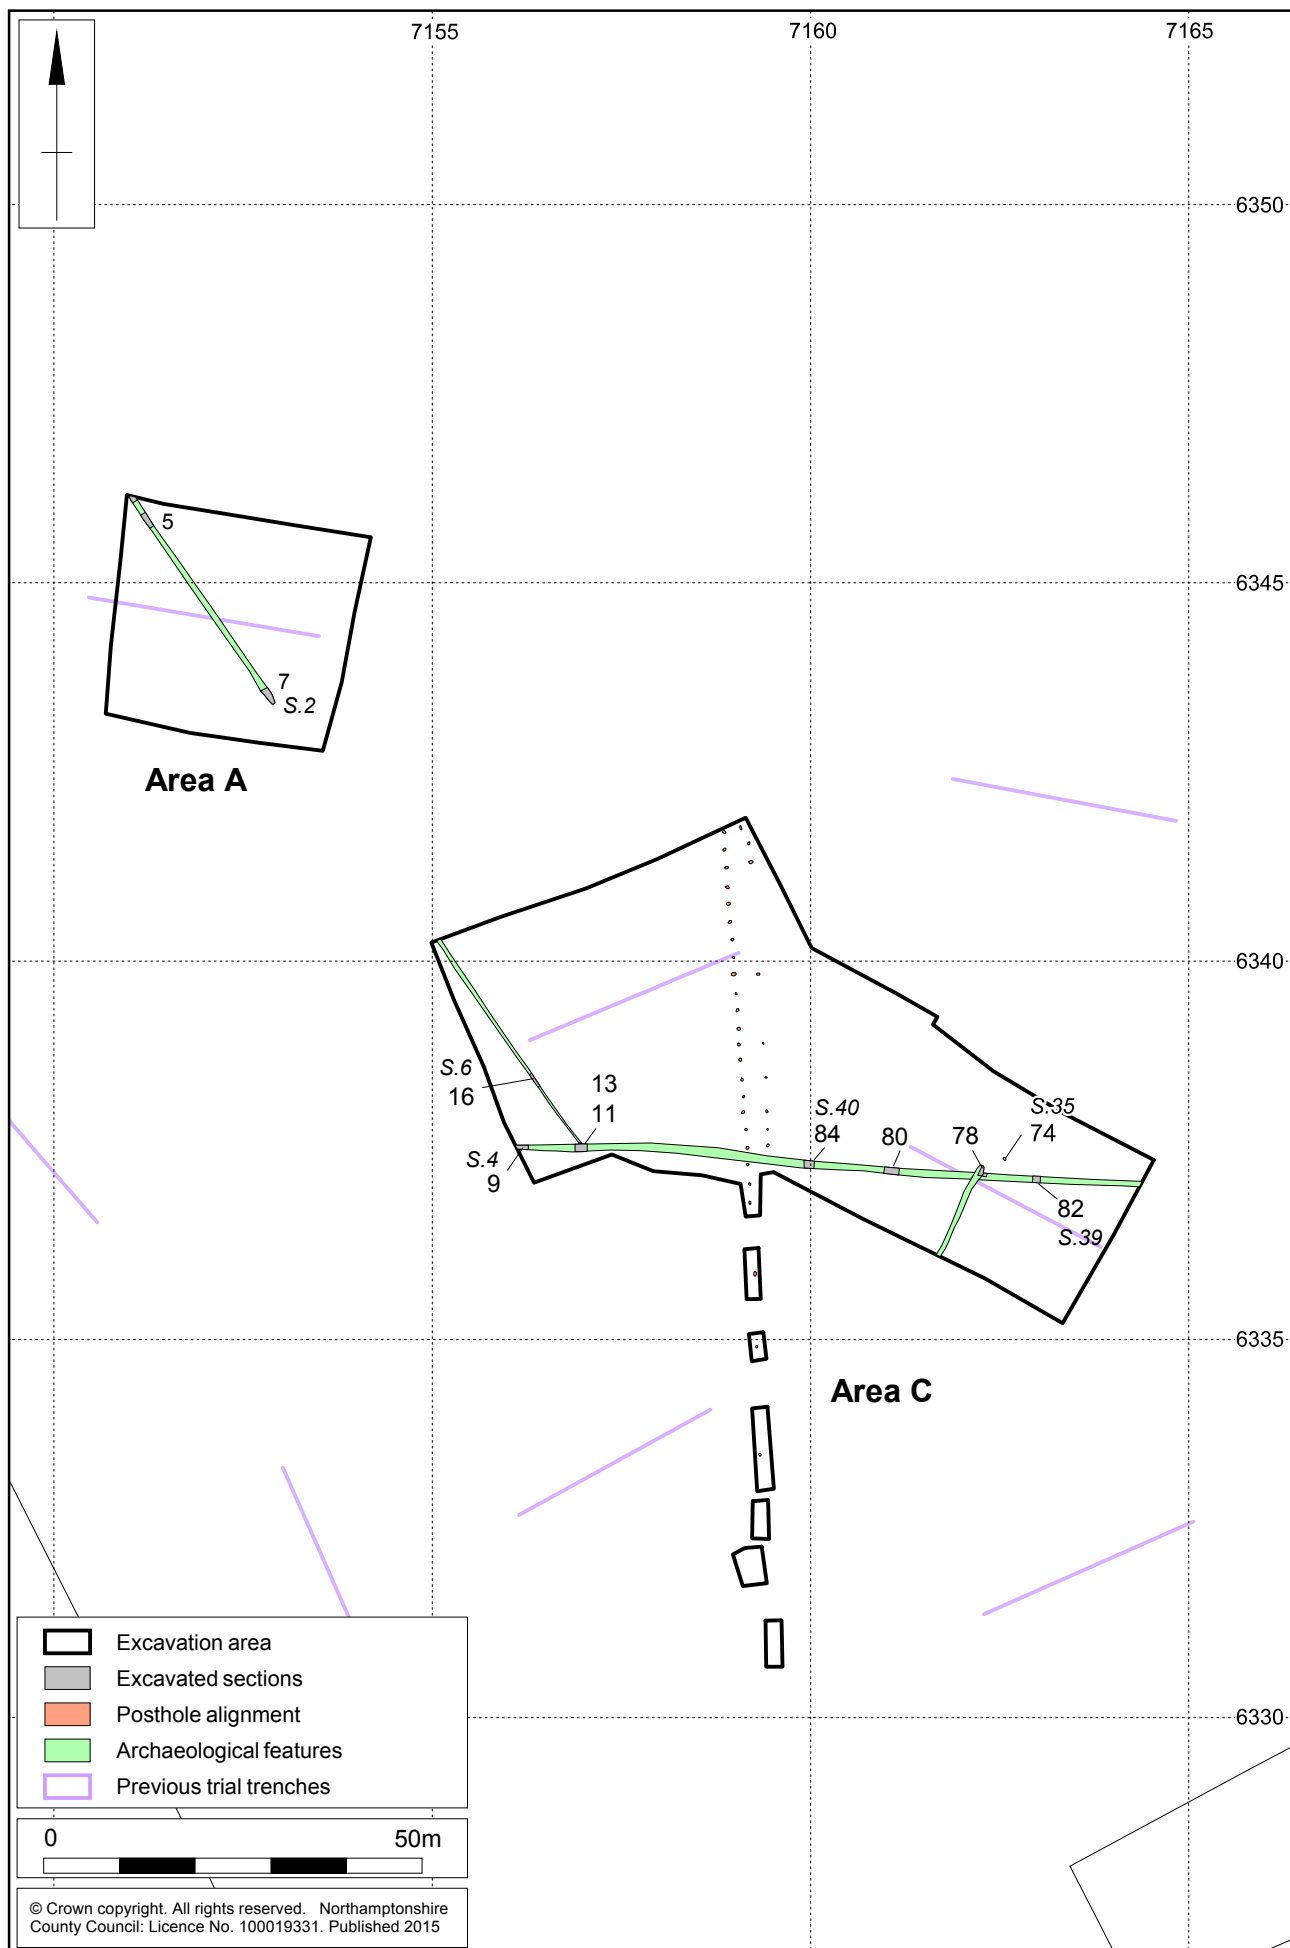 7155
7160
7165
6350
5
6345
7
S.2
Area A
6340
S.6
16
13
11
S.40
84
80
78
S.35
74
S.4
9
82
S.39
6335
Area C
6330
Excavation area
Excavated sections
Posthole alignment
Archaeological features
Previous trial trenches
0 50m
© Crown copyright. All rights reserved. Northamptonshire
County Council: Licence No. 100019331. Published 2015